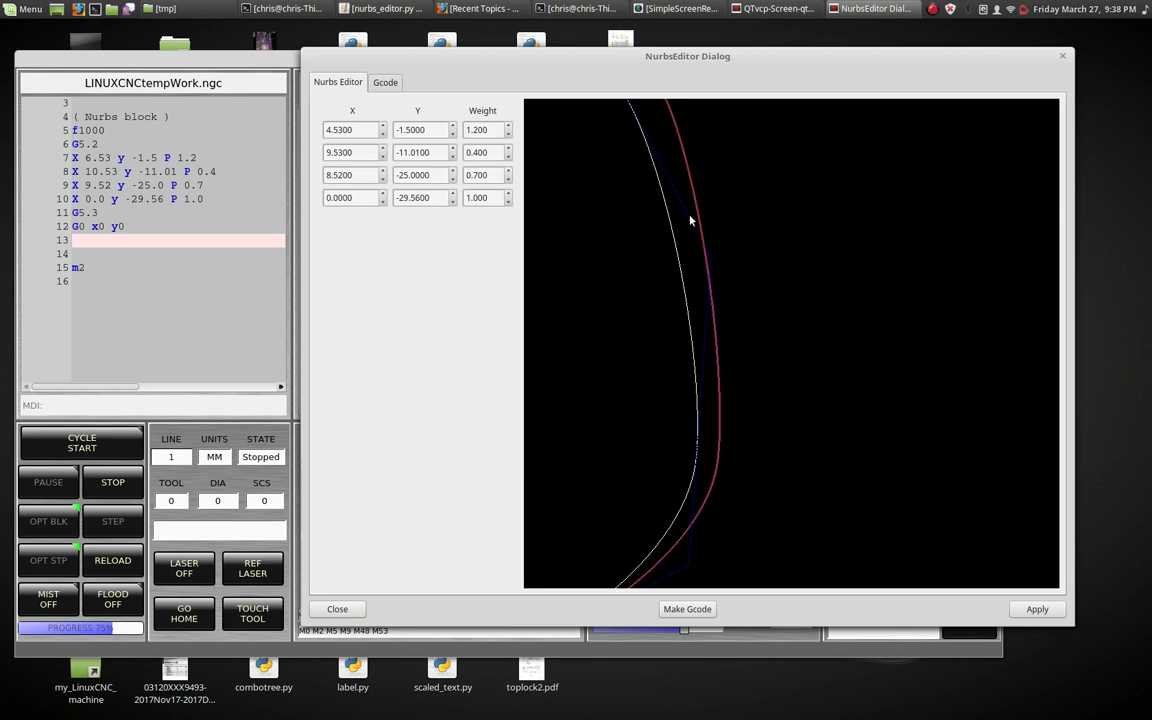 Menu
[tmp]
[chris@chris-Thi...
[nurbs_editor.py ...
[Recent Topics - ...
[chris@chris-Thi...
[SimpleScreenRe...
QTvcp-Screen-qt...
NurbsEditor Dial...
Friday March 27, 9:38 PM
NurbsEditor Dialog
LINUXCNCtempWork.ngc
3
4 ( Nurbs block )
5 f1000
6 G5.2
7 X 6.53 y -1.5 P 1.2
8 X 10.53 y -11.01 P 0.4
9 X 9.52 y -25.0 P 0.7
10 X 0.0 y -29.56 P 1.0
11 G5.3
12 G0 x0 y0
13
14
15 m2
16
MDI:
Nurbs Editor
Gcode
X Y Weight
4.5300 -1.5000 1.200
9.5300 -11.0100 0.400
8.5200 -25.0000 0.700
0.0000 -29.5600 1.000
CYCLE
START
PAUSE
STOP
OPT BLK
STEP
OPT STP
RELOAD
MIST
OFF
FLOOD
OFF
PROGRESS 75%
LINE UNITS STATE
1 MM Stopped
TOOL DIA SCS
0 0 0
LASER
OFF
REF
LASER
GO
HOME
TOUCH
TOOL
Close
Make Gcode
Apply
M0 M2 M5 M9 M48 M53
my_LinuxCNC_
machine
03120XXX9493-
2017Nov17-2017D...
combotree.py
label.py
scaled_text.py
toplock2.pdf